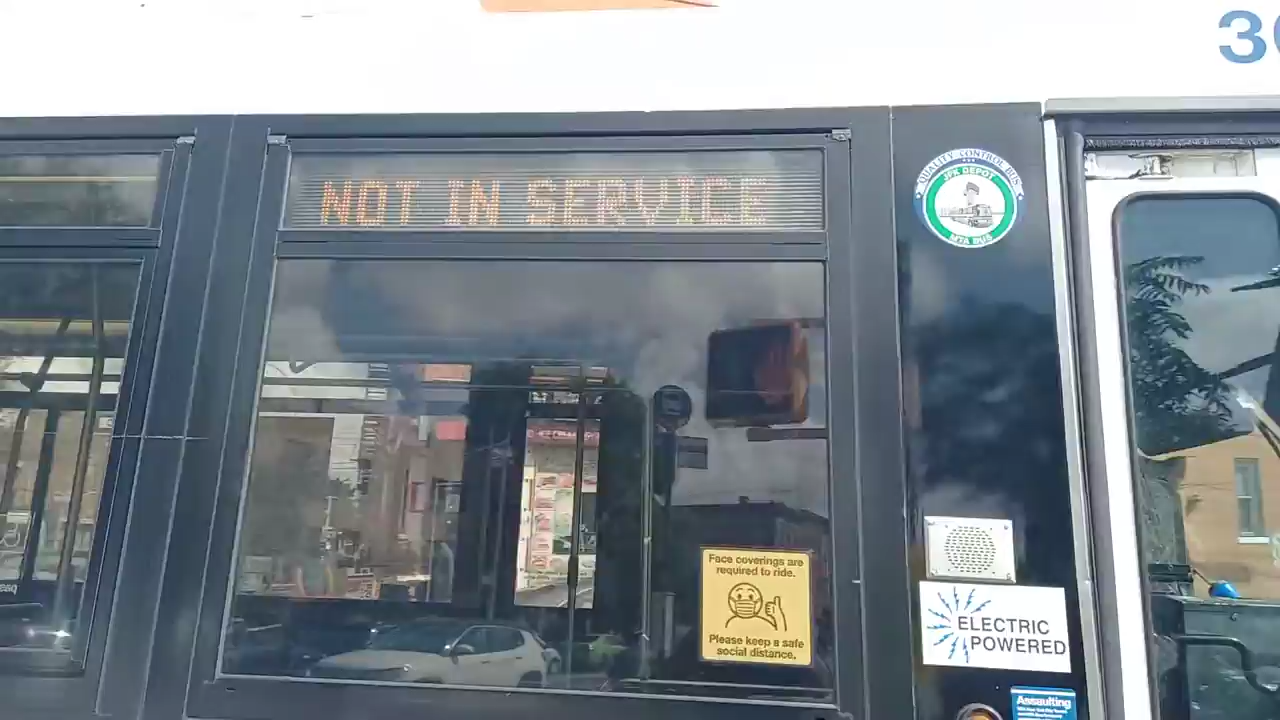 30
NOT IN SERVICE
QUALITY CONTROL BUS
JFK DEPOT
MTA BUS
Face coverings are
required to ride.
Please keep a safe
social distance.
ELECTRIC
POWERED
Assaulting